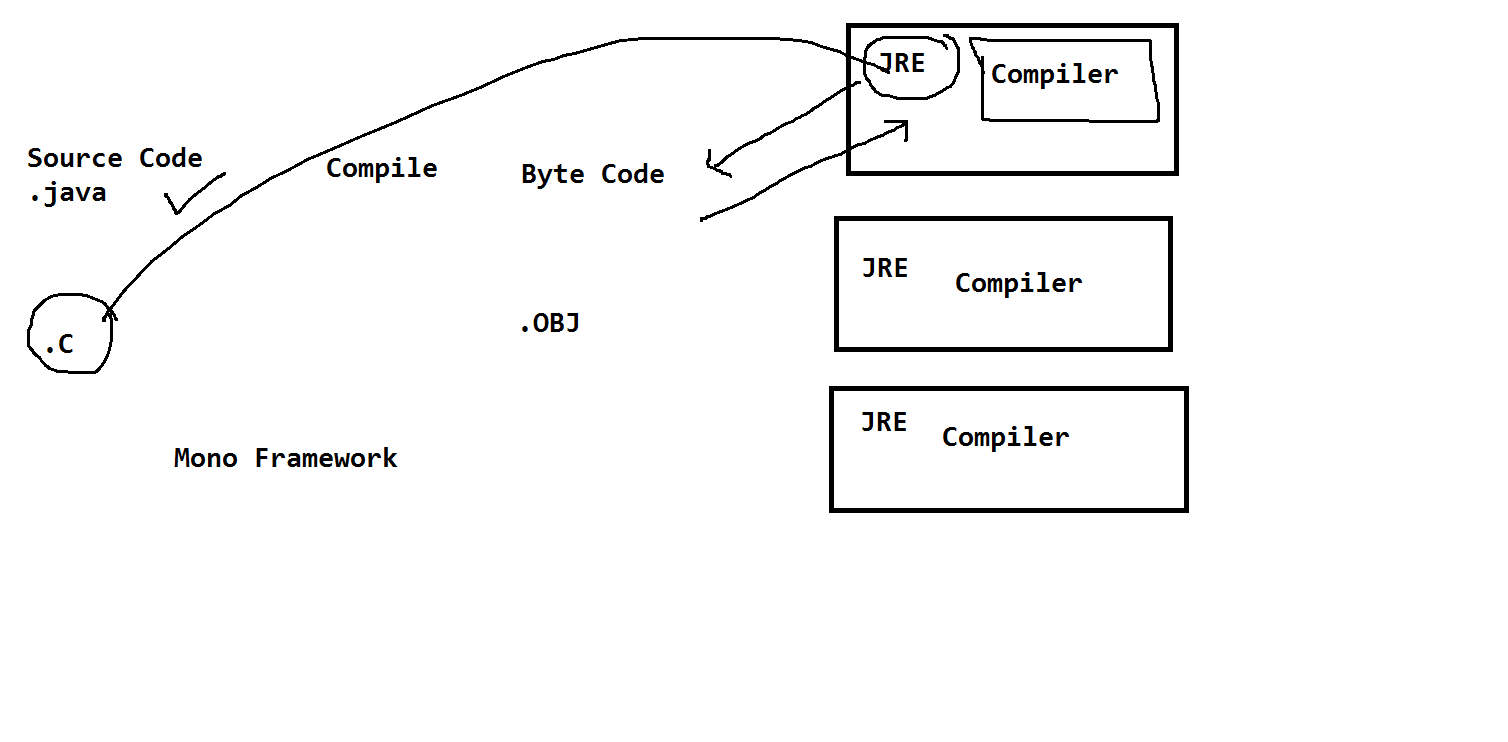 JRE
Compiler
Source Code
.java
Compile
Byte Code
JRE
Compiler
.OBJ
.C
JRE
Compiler
Mono Framework